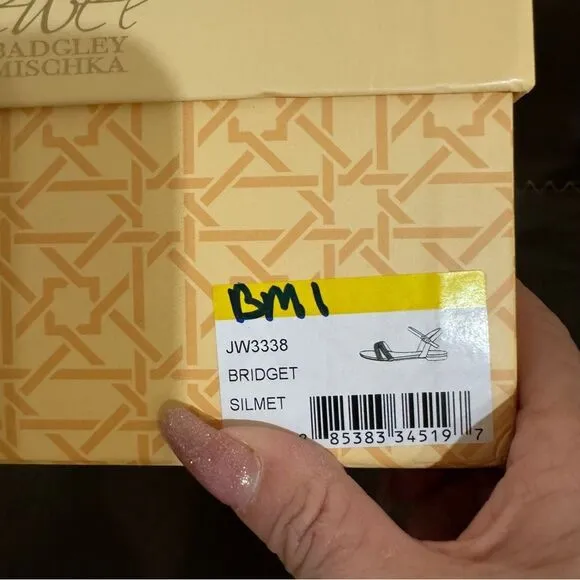 BADGLEY
MISCHKA
BM1
JW3338
BRIDGET
SILMET
85383 34519 7